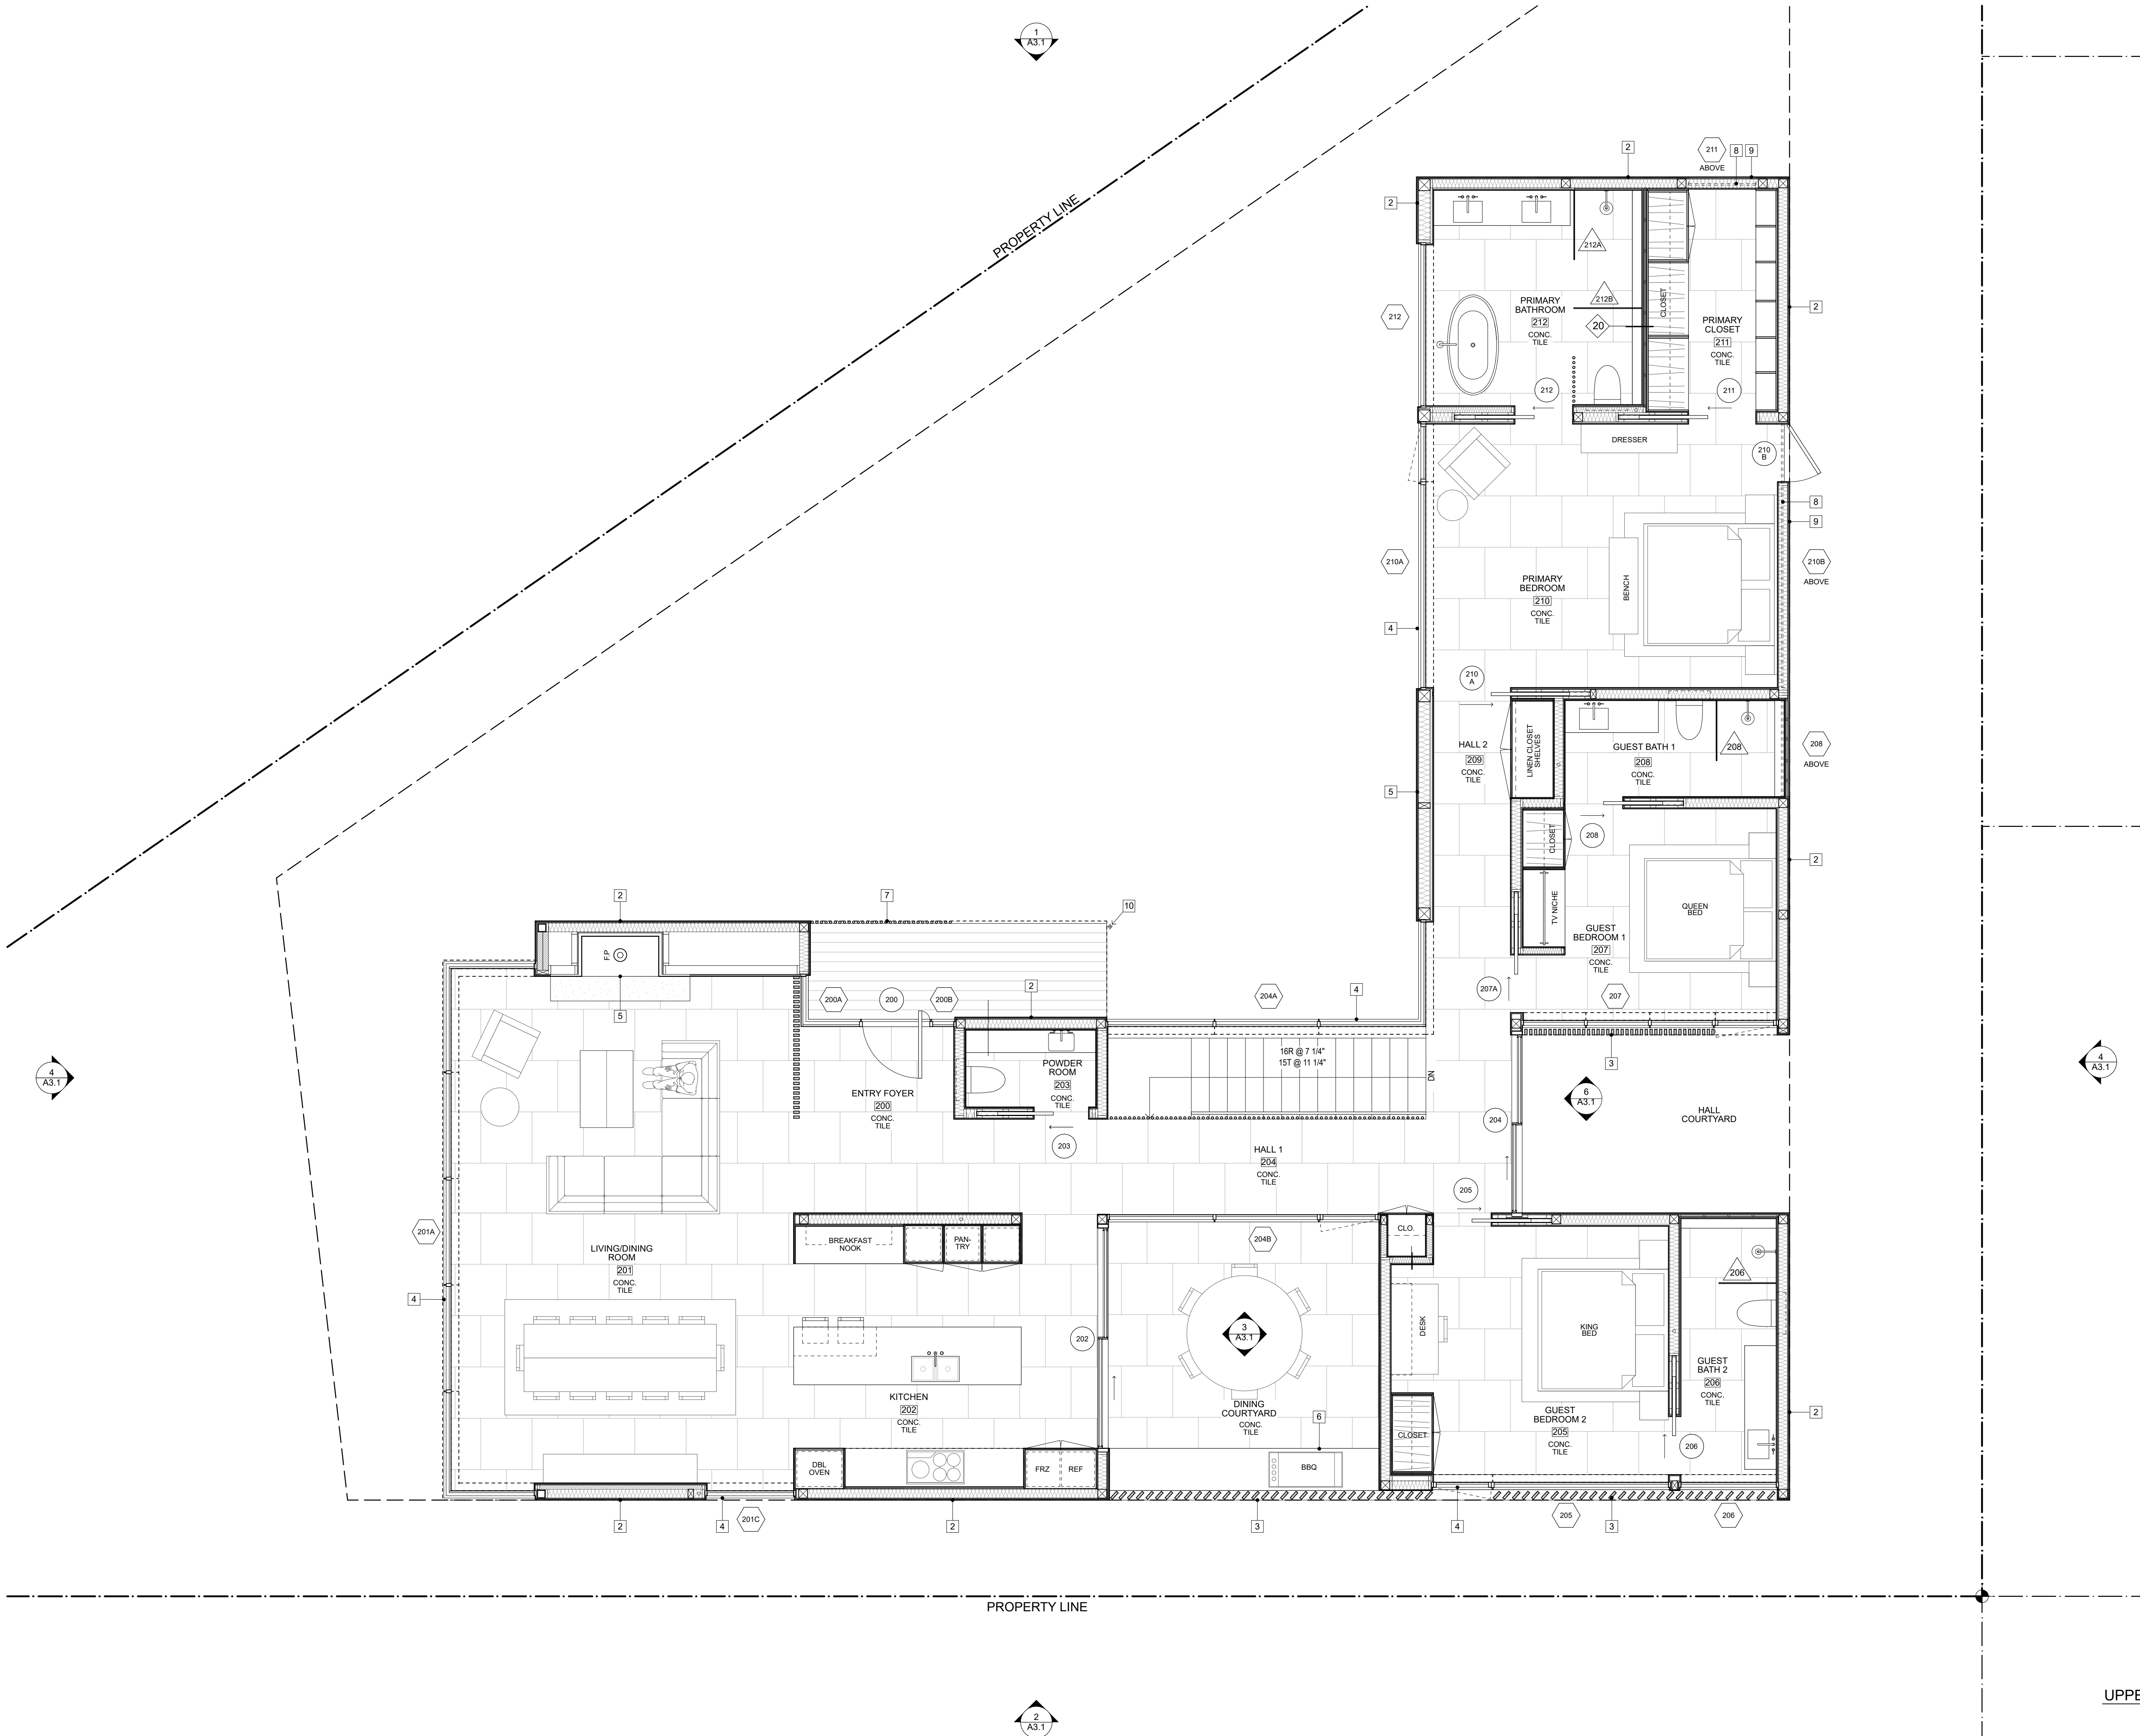 1
A3.1
PROPERTY LINE
2
211
ABOVE
8
9
2
212A
212B
CLOSET
PRIMARY
BATHROOM
212
CONC.
TILE
20
PRIMARY
CLOSET
211
CONC.
TILE
212
2
212
211
DRESSER
210
B
8
9
210A
210B
ABOVE
PRIMARY
BEDROOM
210
CONC.
TILE
BENCH
4
210
A
HALL 2
209
CONC.
TILE
LINEN CLOSET
SHELVES
GUEST BATH 1
208
CONC.
TILE
208
208
ABOVE
5
CLOSET
208
2
TV NICHE
QUEEN
BED
GUEST
BEDROOM 1
207
CONC.
TILE
207A
207
2
7
10
F.P.
5
200A
200
200B
2
204A
4
4
A3.1
POWDER
ROOM
203
CONC.
TILE
16R @ 7 1/4"
15T @ 11 1/4"
DN
3
4
A3.1
ENTRY FOYER
200
CONC.
TILE
203
6
A3.1
HALL
COURTYARD
204
HALL 1
204
CONC.
TILE
205
201A
LIVING/DINING
ROOM
201
CONC.
TILE
BREAKFAST
NOOK
PAN-
TRY
204B
CLO.
206
4
202
3
A3.1
DESK
KING
BED
KITCHEN
202
CONC.
TILE
DINING
COURTYARD
CONC.
TILE
6
GUEST
BATH 2
206
CONC.
TILE
2
GUEST
BEDROOM 2
205
CONC.
TILE
CLOSET
206
DBL
OVEN
FRZ
REF
BBQ
2
4
201C
2
3
4
205
3
206
PROPERTY LINE
2
A3.1
UPPE